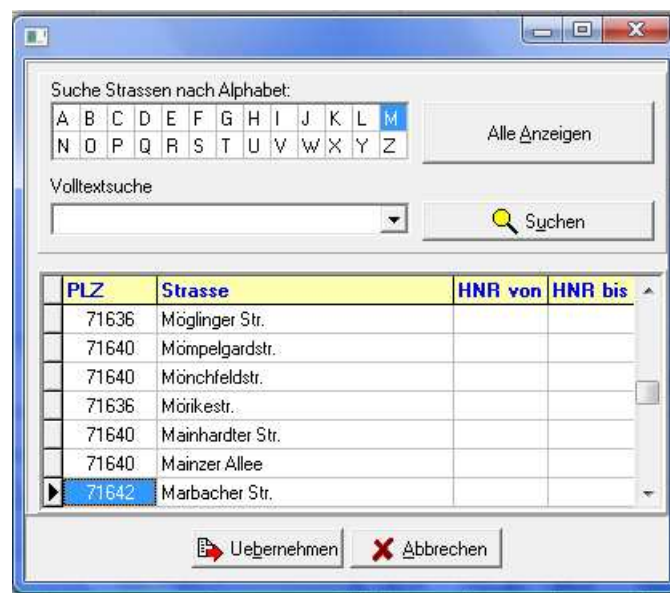 Suche Strassen nach Alphabet:
A B C D E F G H I J K L M
N O P Q R S T U V W X Y Z
Alle Anzeigen
Volltextsuche
Suchen
PLZ Strasse HNR von HNR bis
71636 Möglinger Str.
71640 Mömpelgardstr.
71640 Mönchfeldstr.
71636 Mörikestr.
71640 Mainhardter Str.
71640 Mainzer Allee
71642 Marbacher Str.
Uebernehmen Abbrechen